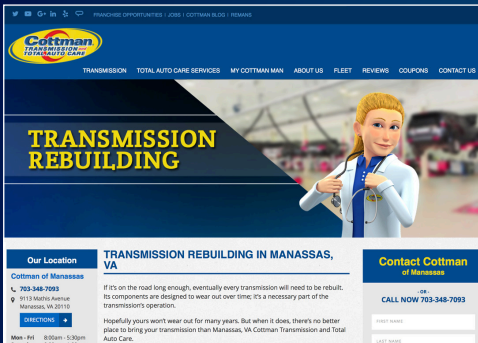 FRANCHISE OPPORTUNITIES | JOBS | COTTMAN BLOG | REMANS
Cottman
TRANSMISSION and
TOTAL AUTO CARE
TRANSMISSION TOTAL AUTO CARE SERVICES MY COTTMAN MAN ABOUT US FLEET REVIEWS COUPONS CONTACT US
TRANSMISSION
REBUILDING
Our Location
Cottman of Manassas
703-348-7093
9113 Mathis Avenue
Manassas, VA 20110
DIRECTIONS
Mon - Fri 8:00am - 5:30pm
TRANSMISSION REBUILDING IN MANASSAS,
VA
If it's on the road long enough, eventually every transmission will need to be rebuilt.
Its components are designed to wear out over time; it's a necessary part of the
transmission's operation.
Hopefully yours won't wear out for many years. But when it does, there's no better
place to bring your transmission than Manassas, VA Cottman Transmission and Total
Auto Care.
Contact Cottman
of Manassas
- OR -
CALL NOW 703-348-7093
FIRST NAME
LAST NAME